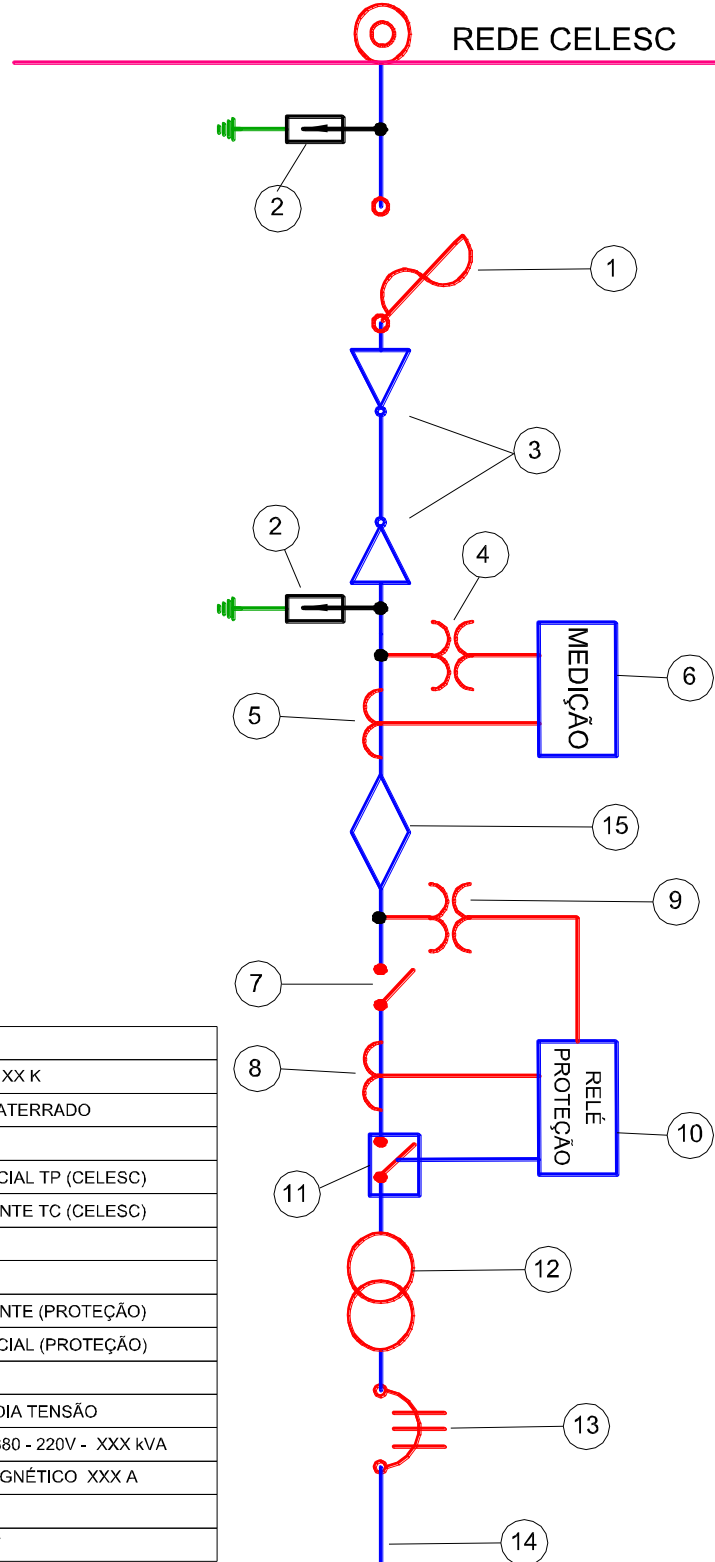 REDE CELESC
2
1
3
2
4
MEDIÇÃO
6
5
15
9
7
XX K
8
RELÉ
PROTEÇÃO
ATERRADO
10
CIAL TP (CELESC)
11
NTE TC (CELESC)
12
NTE (PROTEÇÃO)
CIAL (PROTEÇÃO)
DIA TENSÃO
13
380 - 220V - XXX kVA
GNÉTICO XXX A
14